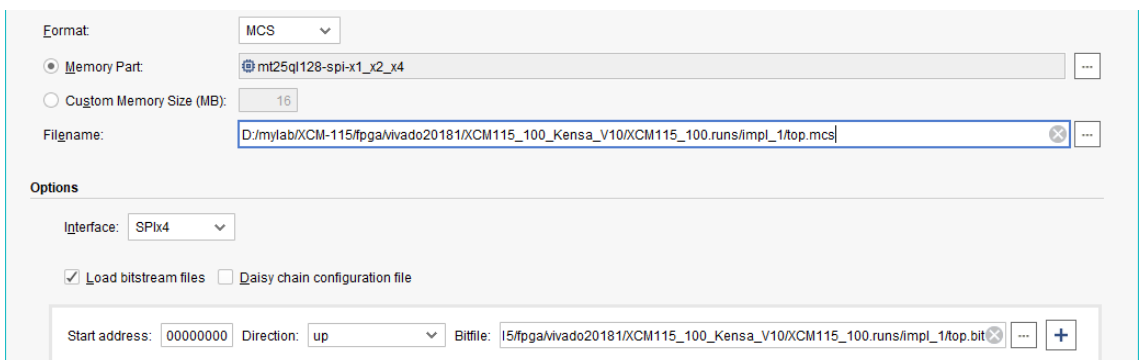 Format: MCS
Memory Part: mt25ql128-spi-x1_x2_x4 ...
Custom Memory Size (MB): 16
Filename: D:/mylab/XCM-115/fpga/vivado20181/XCM115_100_Kensa_V10/XCM115_100.runs/impl_1/top.mcs ...
Options
Interface: SPIx4
Load bitstream files Daisy chain configuration file
Start address: 00000000 Direction: up Bitfile: l5/fpga/vivado20181/XCM115_100_Kensa_V10/XCM115_100.runs/impl_1/top.bit ... +